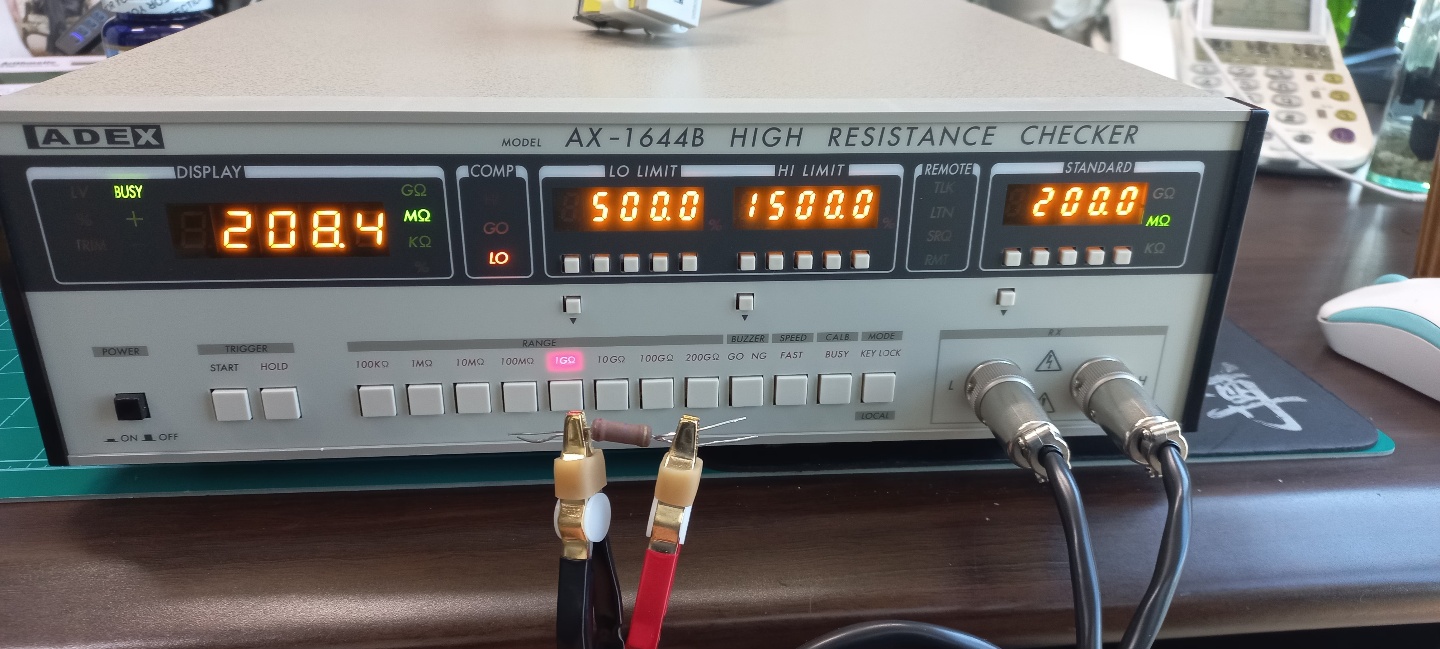 ADEX
MODEL AX-1644B HIGH RESISTANCE CHECKER
DISPLAY
COMP
LO LIMIT
HI LIMIT
REMOTE
STANDARD
LV
BUSY
%
+
TRIM
208.4
GΩ
MΩ
KΩ
%
GO
LO
500.0
%
1500.0
%
TLK
LTN
SRQ
RMT
200.0
GΩ
MΩ
KΩ
POWER
ON OFF
TRIGGER
START HOLD
RANGE
100KΩ 1MΩ 10MΩ 100MΩ 1GΩ 10GΩ 100GΩ 200GΩ
BUZZER SPEED CALB MODE
GO NG FAST BUSY KEY LOCK
LOCAL
RX
L
H